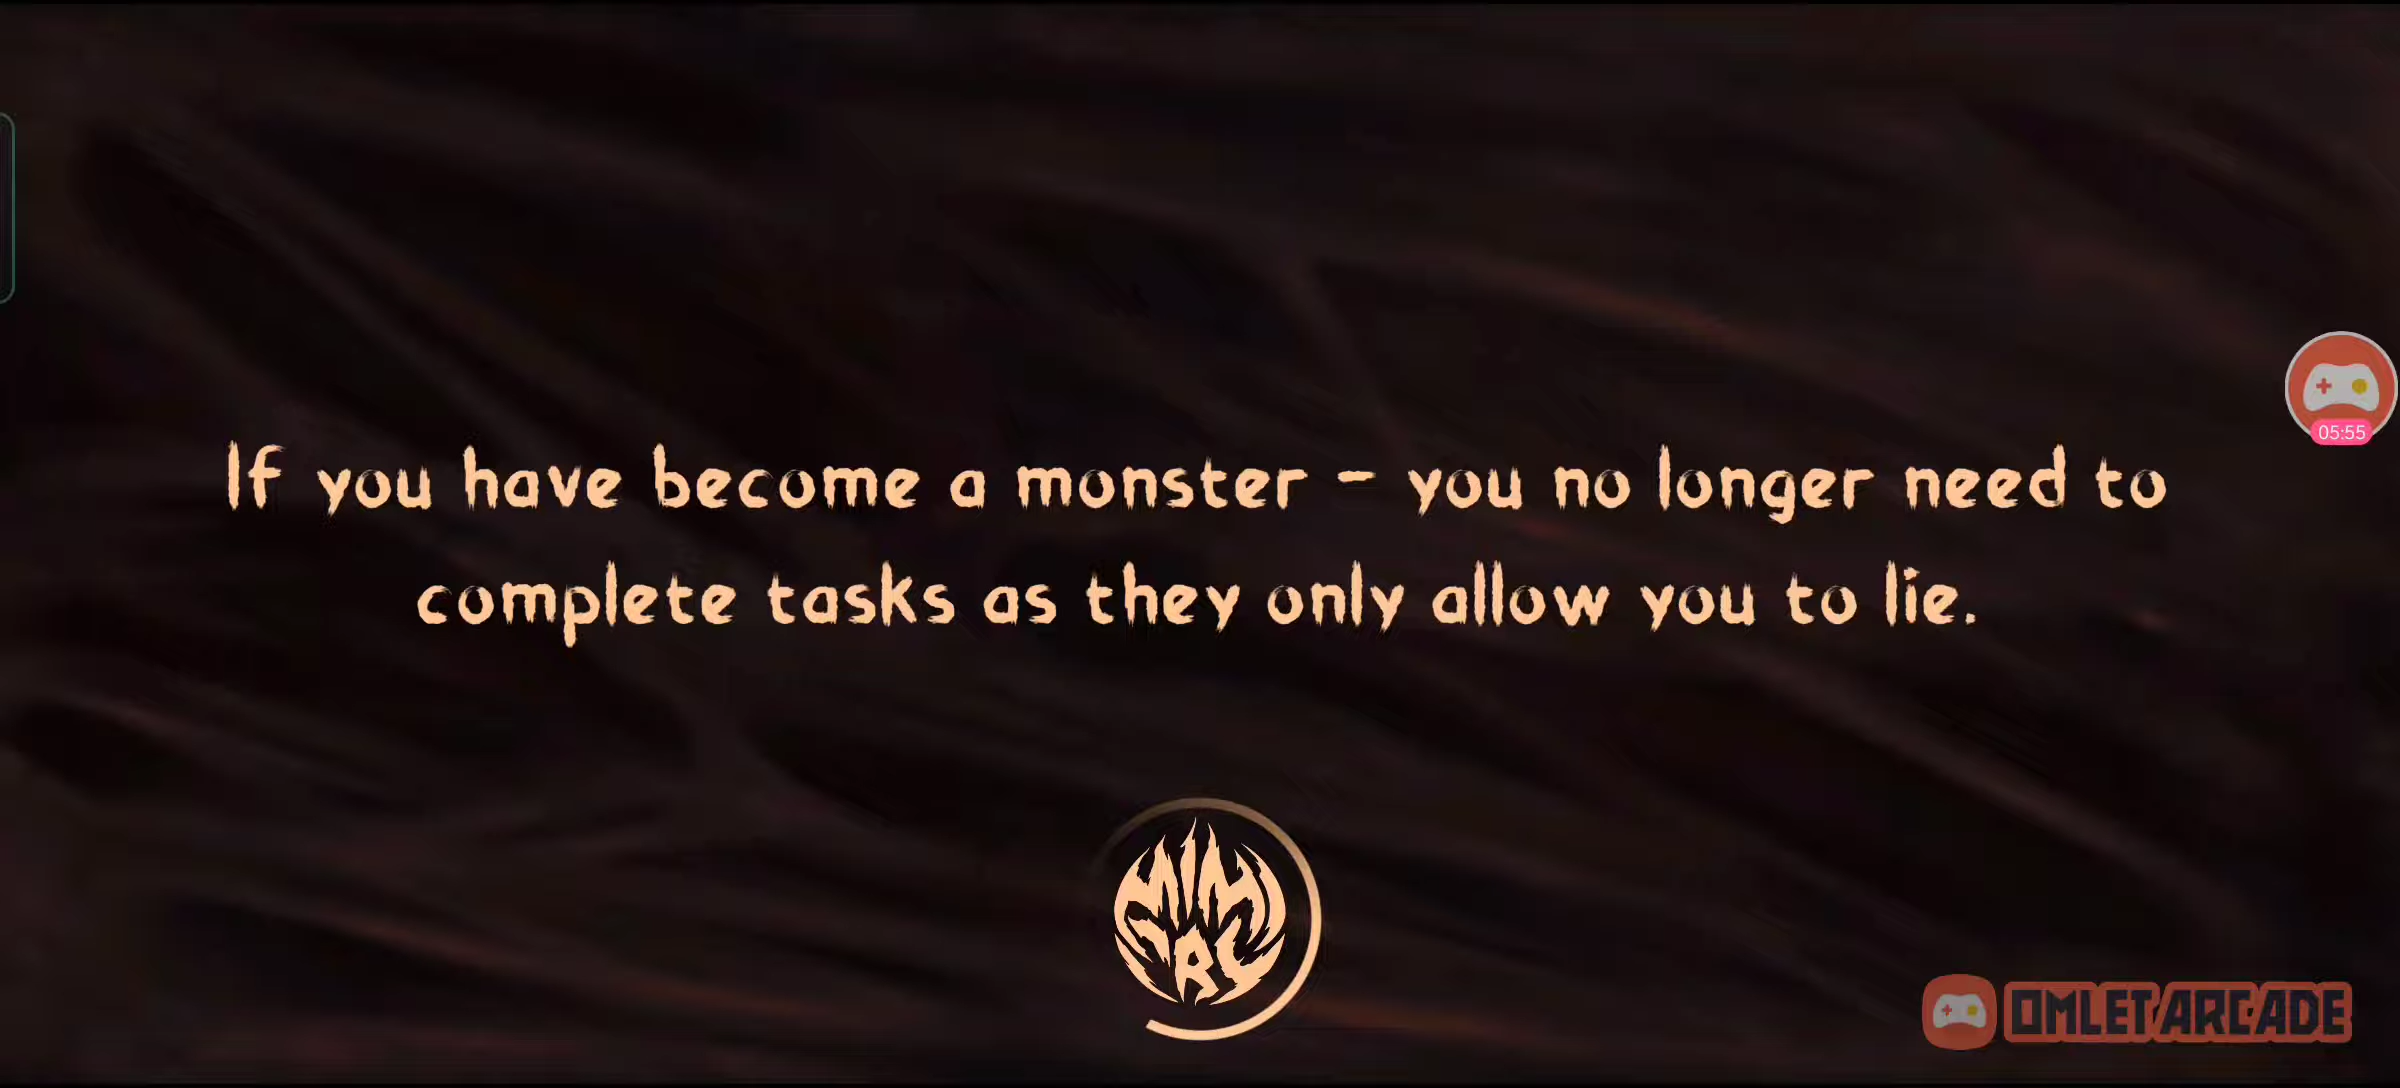 05:55
If you have become a monster - you no longer need to
complete tasks as they only allow you to lie.
OMLET ARCADE